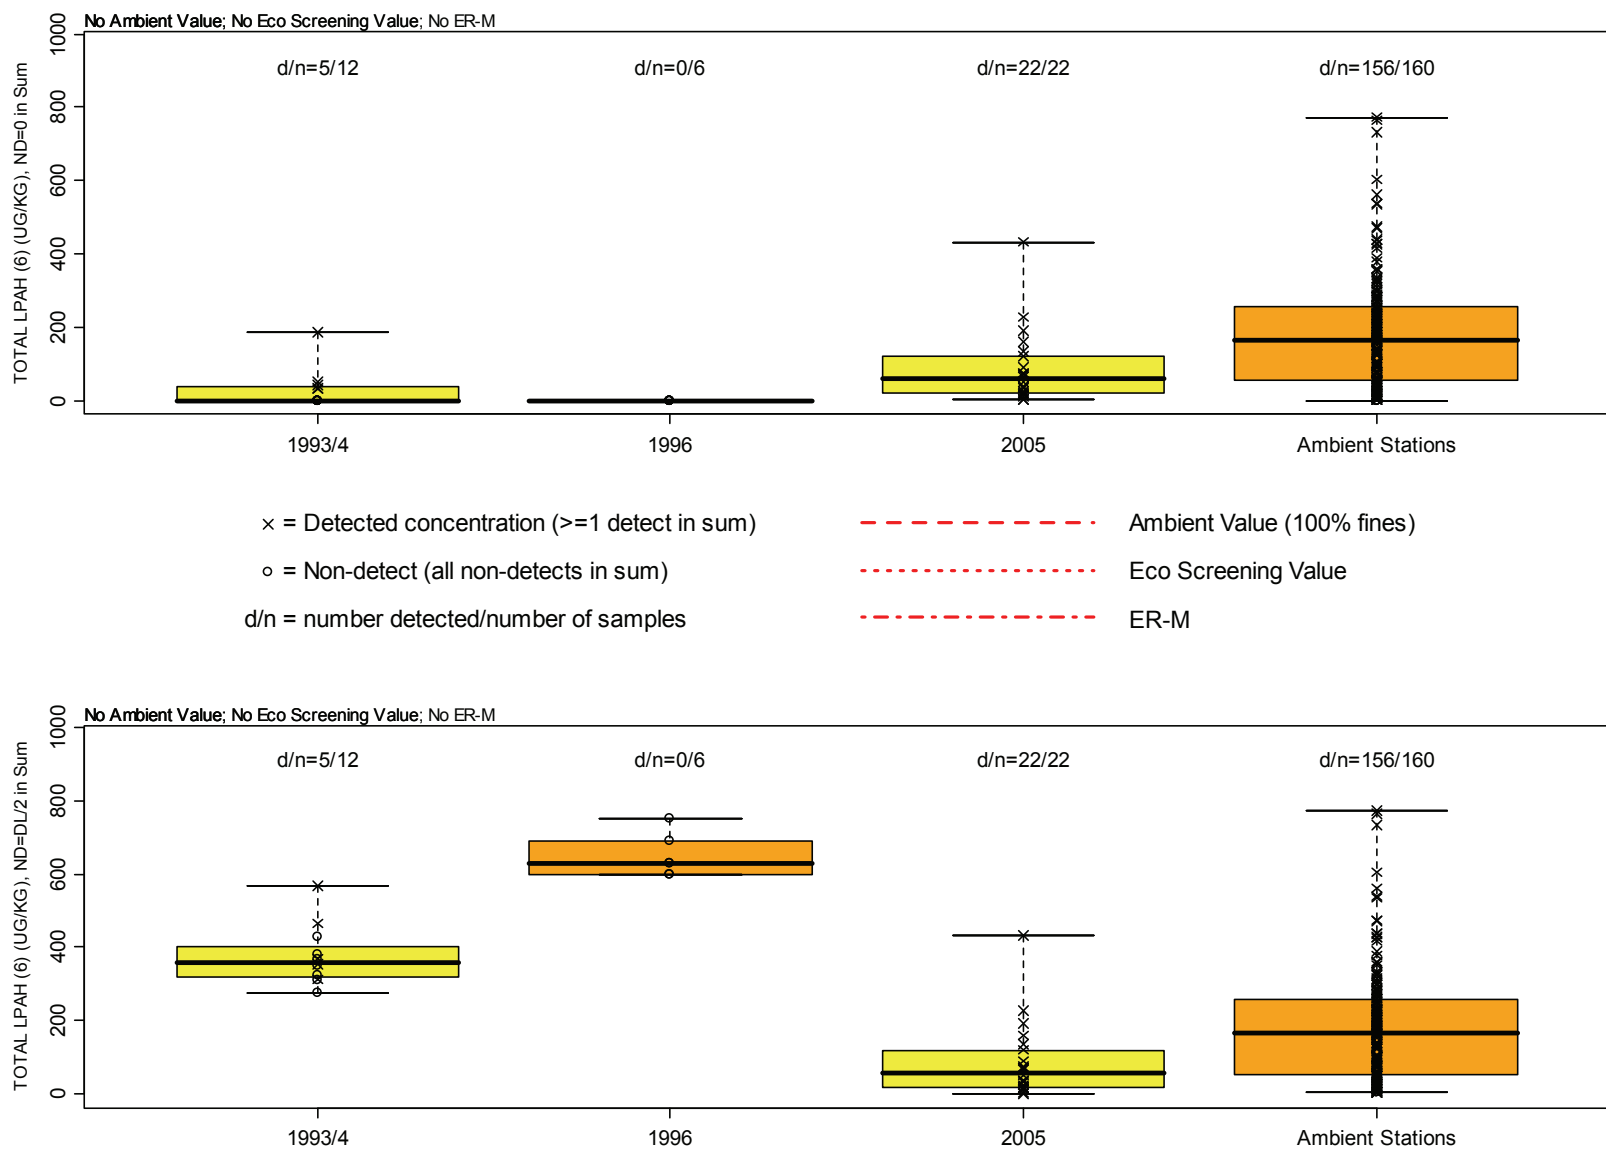 No Ambient Value; No Eco Screening Value; No ER-M
TOTAL LPAH (6) (UG/KG), ND=0 in Sum
1000
800
600
400
200
0
d/n=5/12
d/n=0/6
d/n=22/22
d/n=156/160
1993/4
1996
2005
Ambient Stations
× = Detected concentration (>=1 detect in sum)
o = Non-detect (all non-detects in sum)
d/n = number detected/number of samples
Ambient Value (100% fines)
Eco Screening Value
ER-M
No Ambient Value; No Eco Screening Value; No ER-M
TOTAL LPAH (6) (UG/KG), ND=DL/2 in Sum
1000
800
600
400
200
0
d/n=5/12
d/n=0/6
d/n=22/22
d/n=156/160
1993/4
1996
2005
Ambient Stations